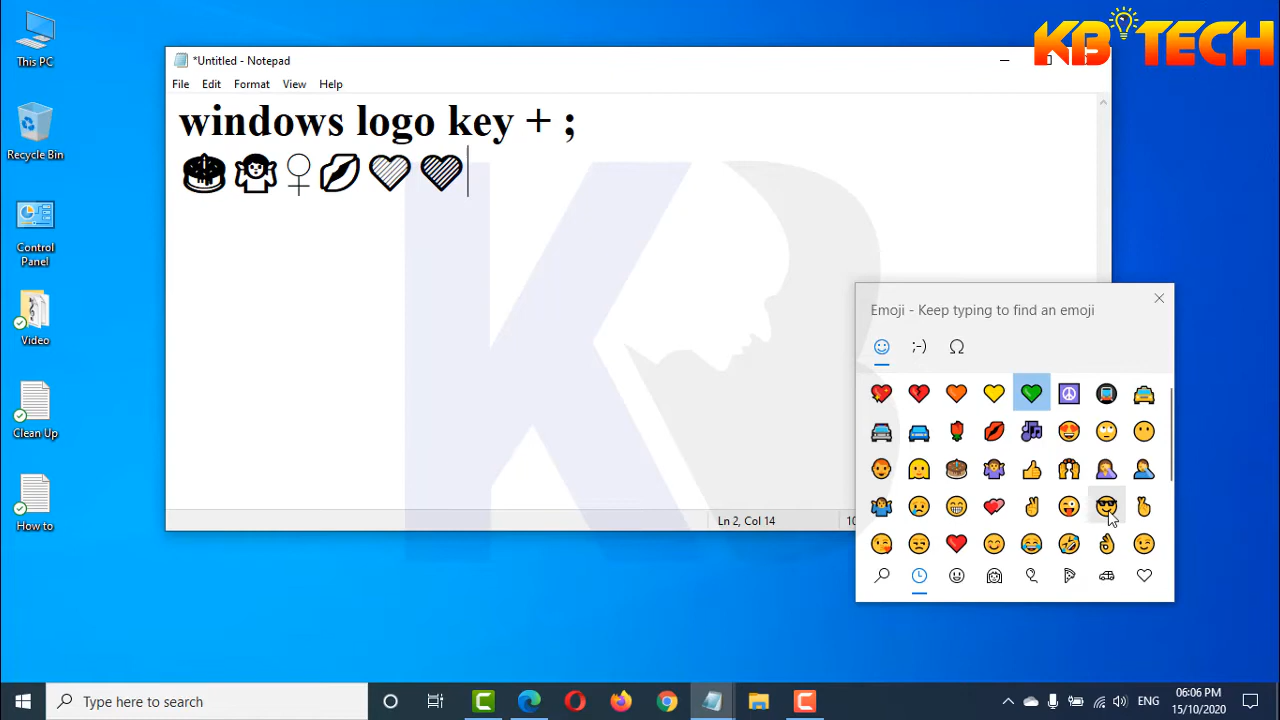 KB TECH
This PC
Recycle Bin
Control
Panel
Video
Clean Up
How to
*Untitled - Notepad
File Edit Format View Help
windows logo key + ;
Ln 2, Col 14
10
Emoji - Keep typing to find an emoji
;-)
Ω
Type here to search
ENG
06:06 PM
15/10/2020